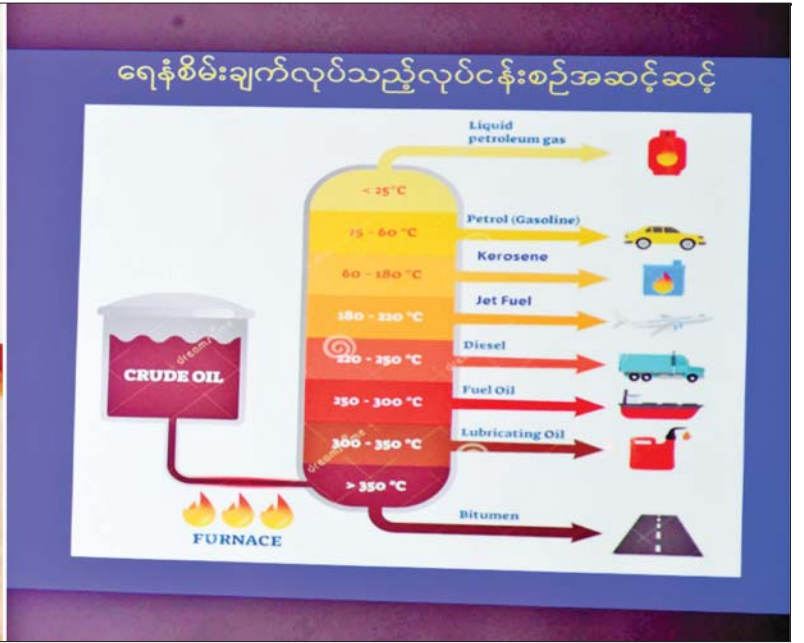 ရေနံစိမ်းချက်လုပ်သည့်လုပ်ငန်းစဉ်အဆင့်ဆင့်
Liquid
petroleum gas
< 25°C
Petrol (Gasoline)
25 - 60 °C
Kerosene
60 - 180 °C
Jet Fuel
180 - 220 °C
Diesel
220 - 250 °C
CRUDE OIL
Fuel Oil
250 - 300 °C
Lubricating Oil
300 - 350 °C
> 350 °C
Bitumen
FURNACE
dreamstime
dreamstime